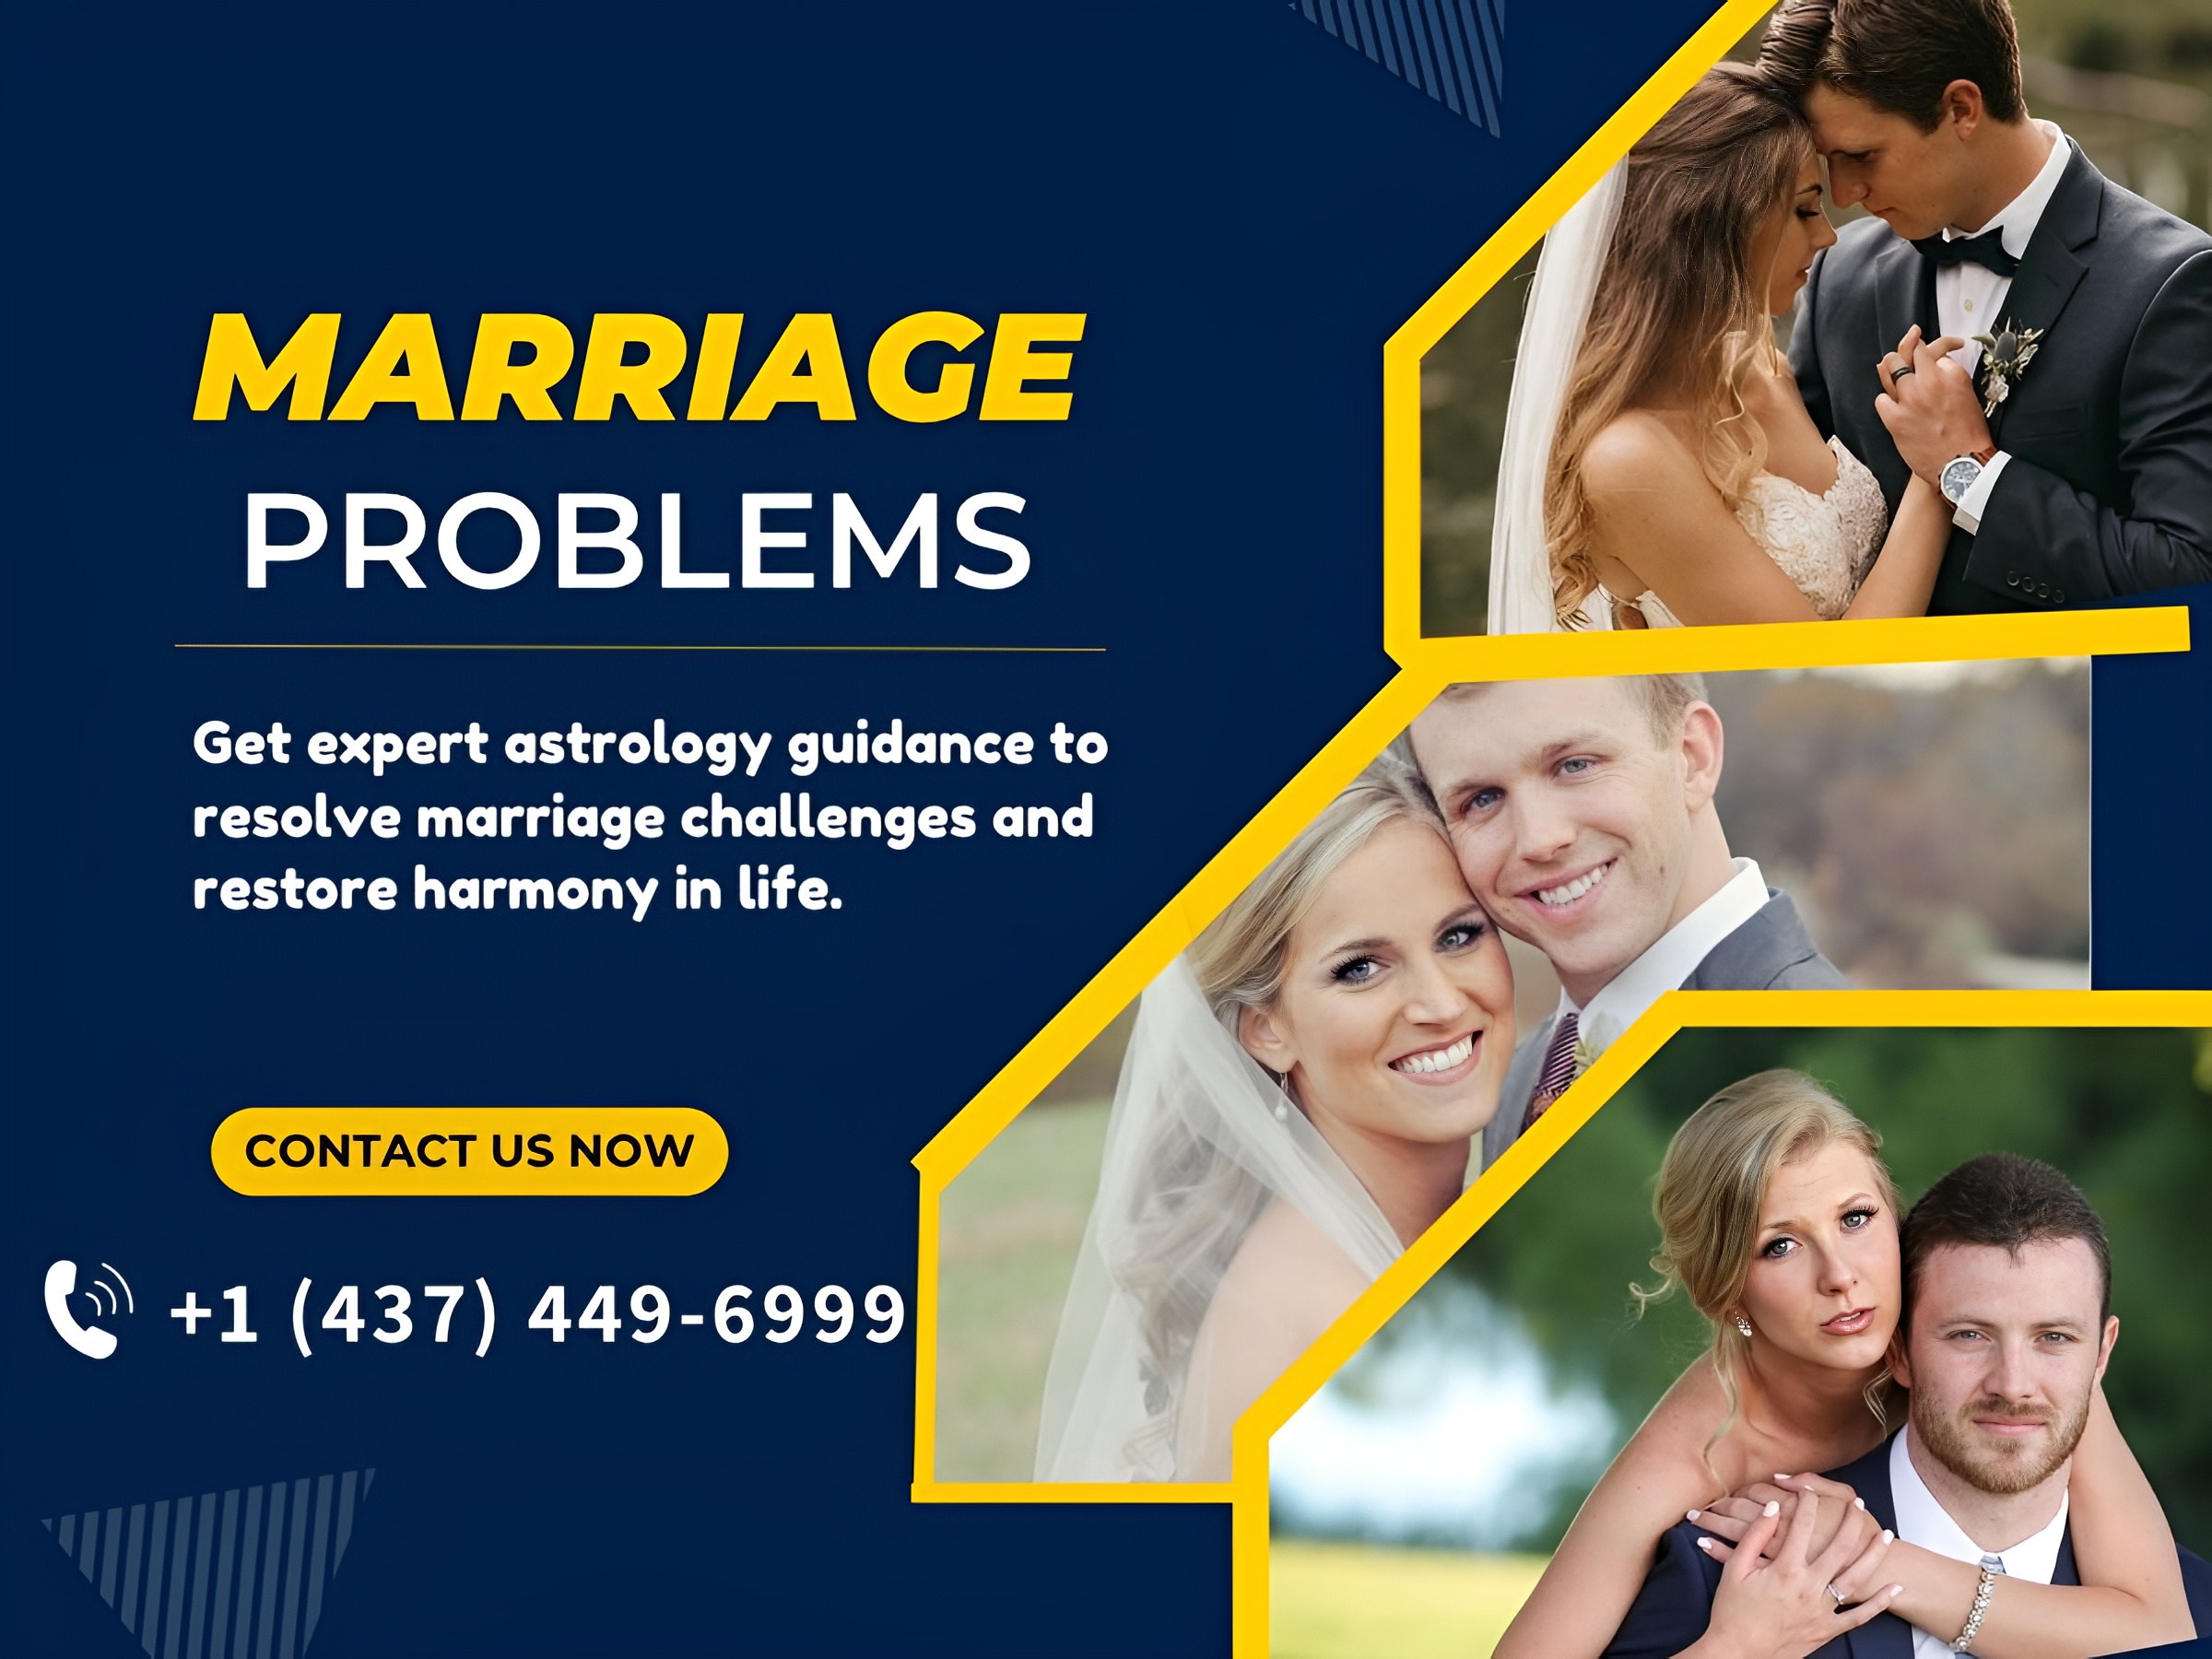 MARRIAGE
PROBLEMS
Get expert astrology guidance to
resolve marriage challenges and
restore harmony in life.
CONTACT US NOW
+1 (437) 449-6999